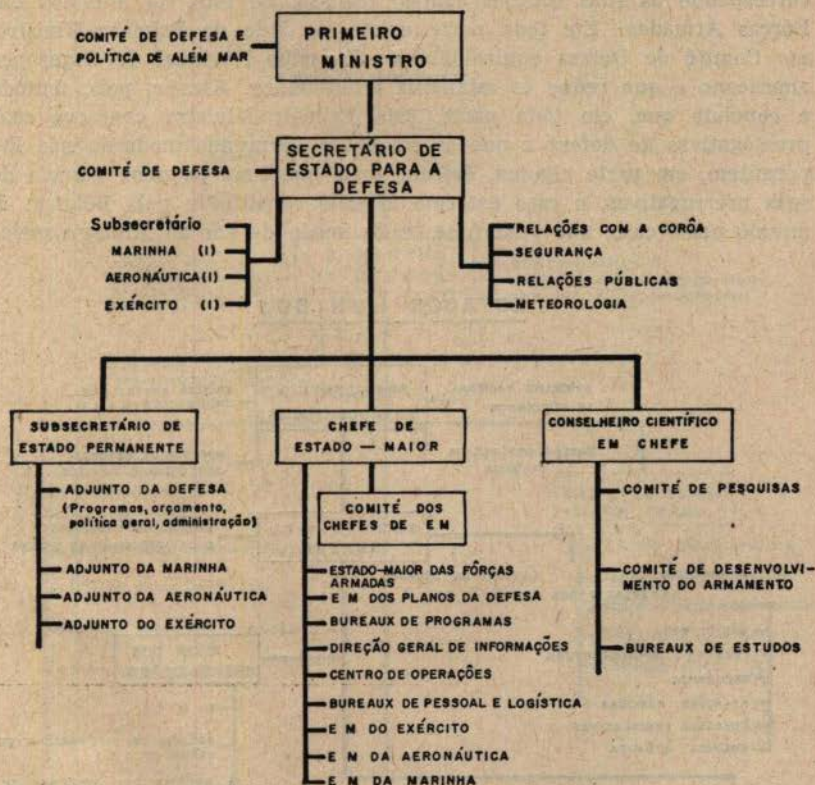 COMITÉ DE DEFESA E
POLÍTICA DE ALÉM MAR
PRIMEIRO
MINISTRO
COMITÉ DE DEFESA
SECRETÁRIO DE
ESTADO PARA A
DEFESA
Subsecretário
MARINHA (I)
AERONÁUTICA (I)
EXÉRCITO (I)
RELAÇÕES COM A CORÔA
SEGURANÇA
RELAÇÕES PÚBLICAS
METEOROLOGIA
SUBSECRETÁRIO DE
ESTADO PERMANENTE
ADJUNTO DA DEFESA
(Programas, orçamento,
política geral, administração)
ADJUNTO DA MARINHA
ADJUNTO DA AERONÁUTICA
ADJUNTO DO EXÉRCITO
CHEFE DE
ESTADO — MAIOR
COMITÉ DOS
CHEFES DE EM
ESTADO-MAIOR DAS FÔRÇAS
ARMADAS
E M DOS PLANOS DA DEFESA
BUREAUX DE PROGRAMAS
DIREÇÃO GERAL DE INFORMAÇÕES
CENTRO DE OPERAÇÕES
BUREAUX DE PESSOAL E LOGÍSTICA
E M DO EXÉRCITO
E M DA AERONÁUTICA
E M DA MARINHA
CONSELHEIRO CIENTÍFICO
EM CHEFE
COMITÉ DE PESQUISAS
COMITÉ DE DESENVOLVI-
MENTO DO ARMAMENTO
BUREAUX DE ESTUDOS